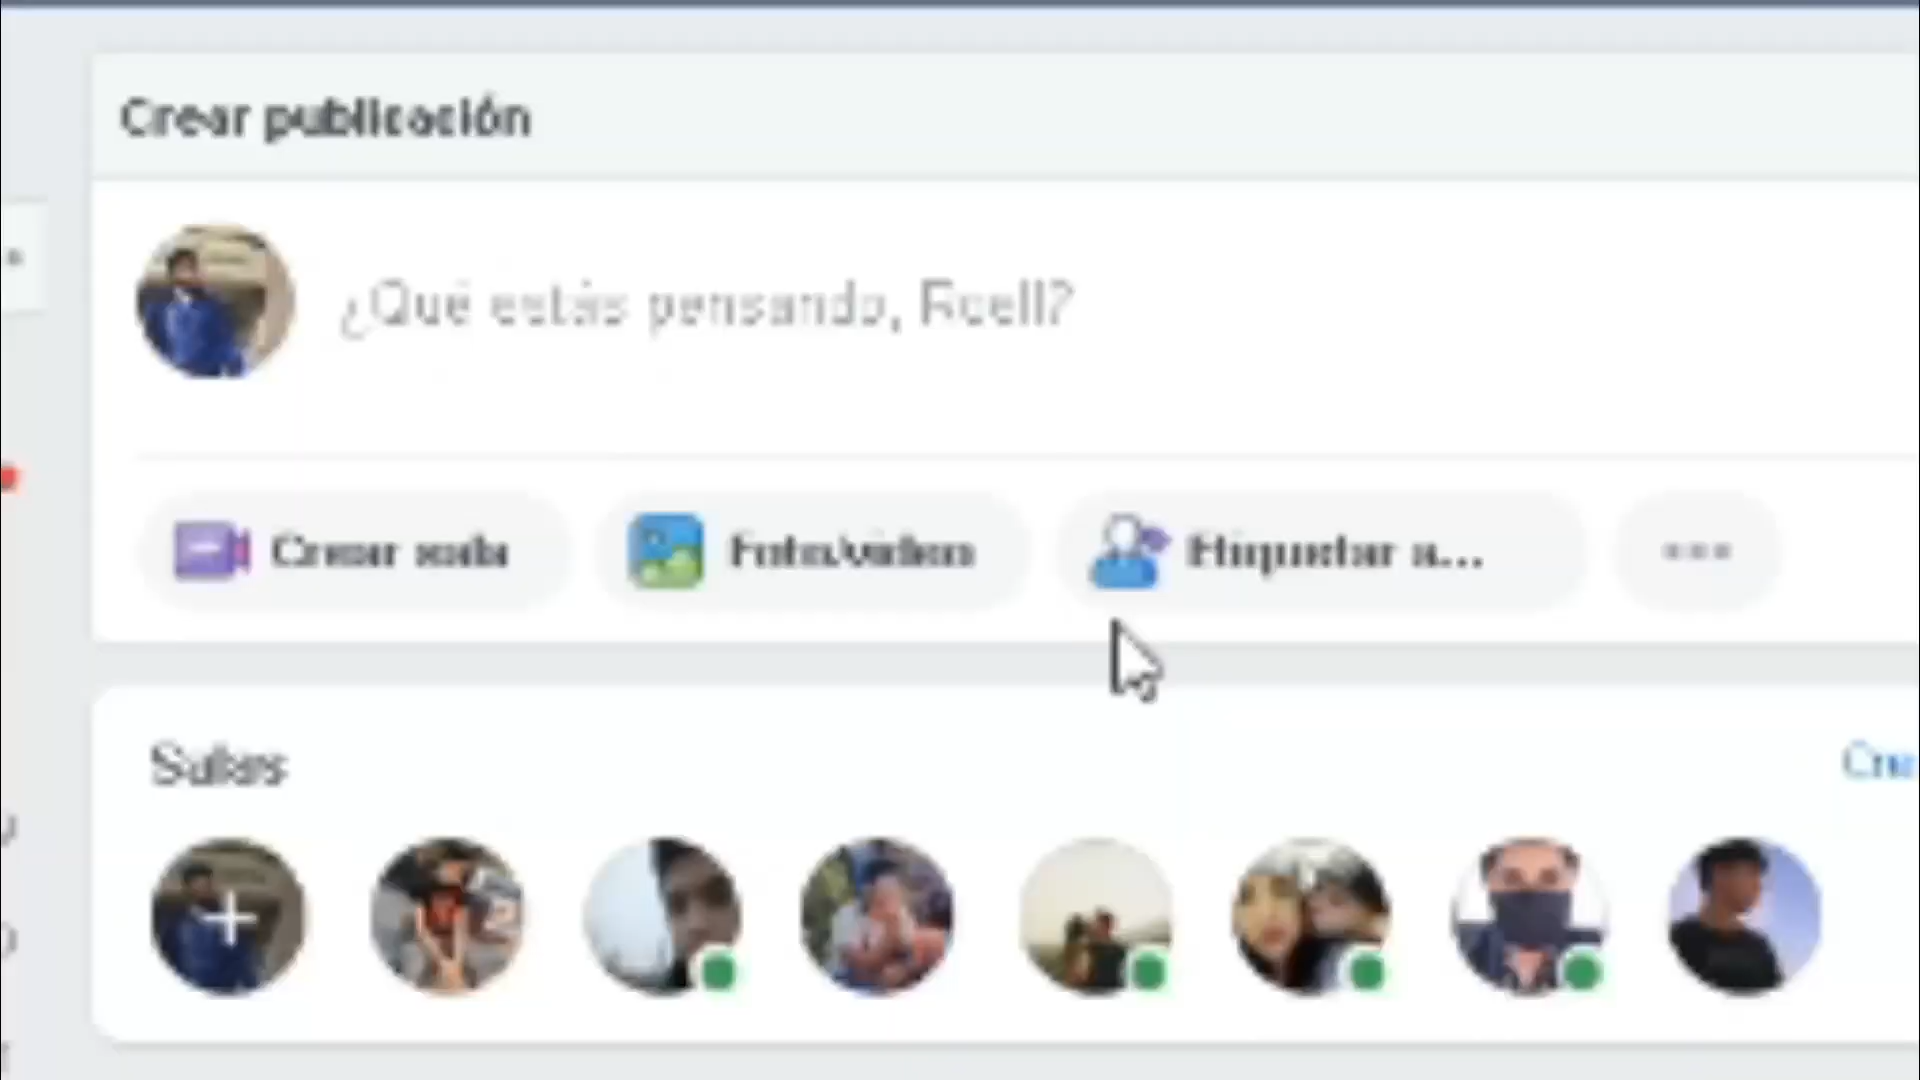 Crear publicación
¿Qué estás pensando, Roell?
Crear sala
Foto/video
Etiquetar a...
Salas